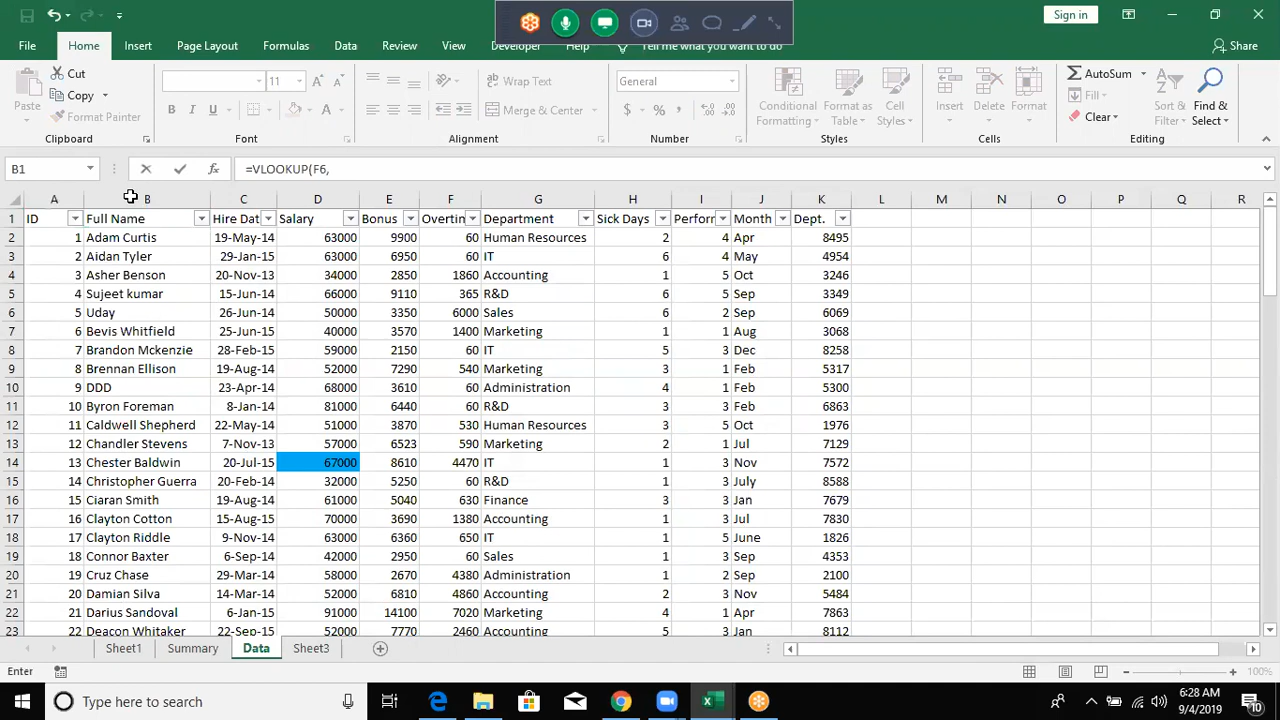 Sign in
File Home Insert Page Layout Formulas Data Review View Developer Help Tell me what you want to do Share
Paste Cut Copy Format Painter
11 A A B I U
Wrap Text Merge & Center
General $ % ,
Conditional Formatting Format as Table Cell Styles
Insert Delete Format
AutoSum Fill Clear Sort & Filter Find & Select
Clipboard Font Alignment Number Styles Cells Editing
B1 fx =VLOOKUP(F6,
A B C D E F G H I J K L M N O P Q R
1 ID Full Name Hire Dat Salary Bonus Overtin Department Sick Days Perforr Month Dept.
2 1 Adam Curtis 19-May-14 63000 9900 60 Human Resources 2 4 Apr 8495
3 2 Aidan Tyler 29-Jan-15 63000 6950 60 IT 6 4 May 4954
4 3 Asher Benson 20-Nov-13 34000 2850 1860 Accounting 1 5 Oct 3246
5 4 Sujeet kumar 15-Jun-14 66000 9110 365 R&D 6 5 Sep 3349
6 5 Uday 26-Jun-14 50000 3350 6000 Sales 6 2 Sep 6069
7 6 Bevis Whitfield 25-Jun-15 40000 3570 1400 Marketing 1 1 Aug 3068
8 7 Brandon Mckenzie 28-Feb-15 59000 2150 60 IT 5 3 Dec 8258
9 8 Brennan Ellison 19-Aug-14 52000 7290 540 Marketing 3 1 Feb 5317
10 9 DDD 23-Apr-14 68000 3610 60 Administration 4 1 Feb 5300
11 10 Byron Foreman 8-Jan-14 81000 6440 60 R&D 3 3 Feb 6863
12 11 Caldwell Shepherd 22-May-14 51000 3870 530 Human Resources 3 5 Oct 1976
13 12 Chandler Stevens 7-Nov-13 57000 6523 590 Marketing 2 1 Jul 7129
14 13 Chester Baldwin 20-Jul-15 67000 8610 4470 IT 1 3 Nov 7572
15 14 Christopher Guerra 20-Feb-14 32000 5250 60 R&D 1 3 July 8588
16 15 Ciaran Smith 19-Aug-14 61000 5040 630 Finance 1 3 Jan 7679
17 16 Clayton Cotton 15-Aug-15 70000 3690 1380 Accounting 1 3 Jul 7830
18 17 Clayton Riddle 9-Nov-14 63000 6360 650 IT 1 5 June 1826
19 18 Connor Baxter 6-Sep-14 42000 2950 60 Sales 1 3 Sep 4353
20 19 Cruz Chase 29-Mar-14 58000 2670 4380 Administration 1 2 Sep 2100
21 20 Damian Silva 14-Mar-14 52000 6810 4860 Accounting 2 3 Nov 5484
22 21 Darius Sandoval 6-Jan-15 91000 14100 7020 Marketing 4 1 Apr 7863
23 22 Deacon Whitaker 22-Sep-15 52000 7770 2460 Accounting 5 3 Jan 8112
Sheet1 Summary Data Sheet3
Enter 100%
Type here to search 6:28 AM
9/4/2019 10